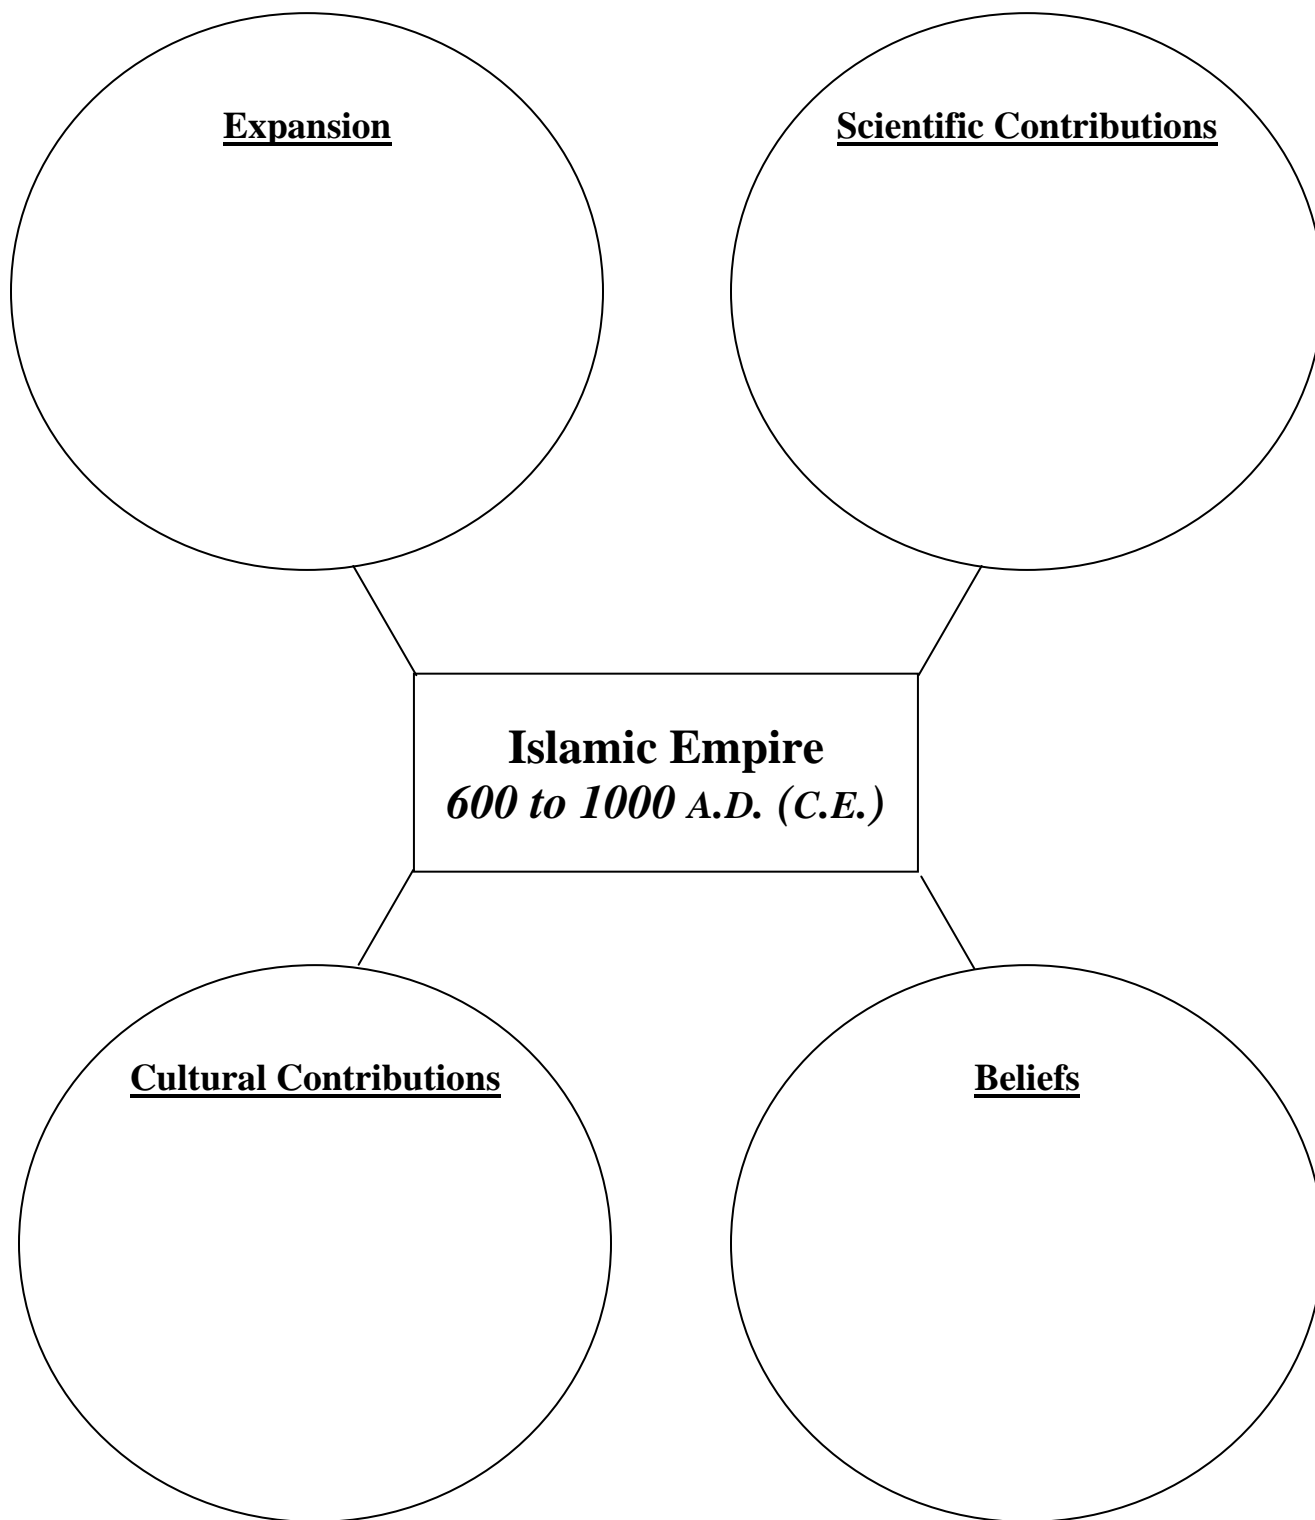 Expansion
Scientific Contributions
Islamic Empire
600 to 1000 A.D. (C.E.)
Cultural Contributions
Beliefs